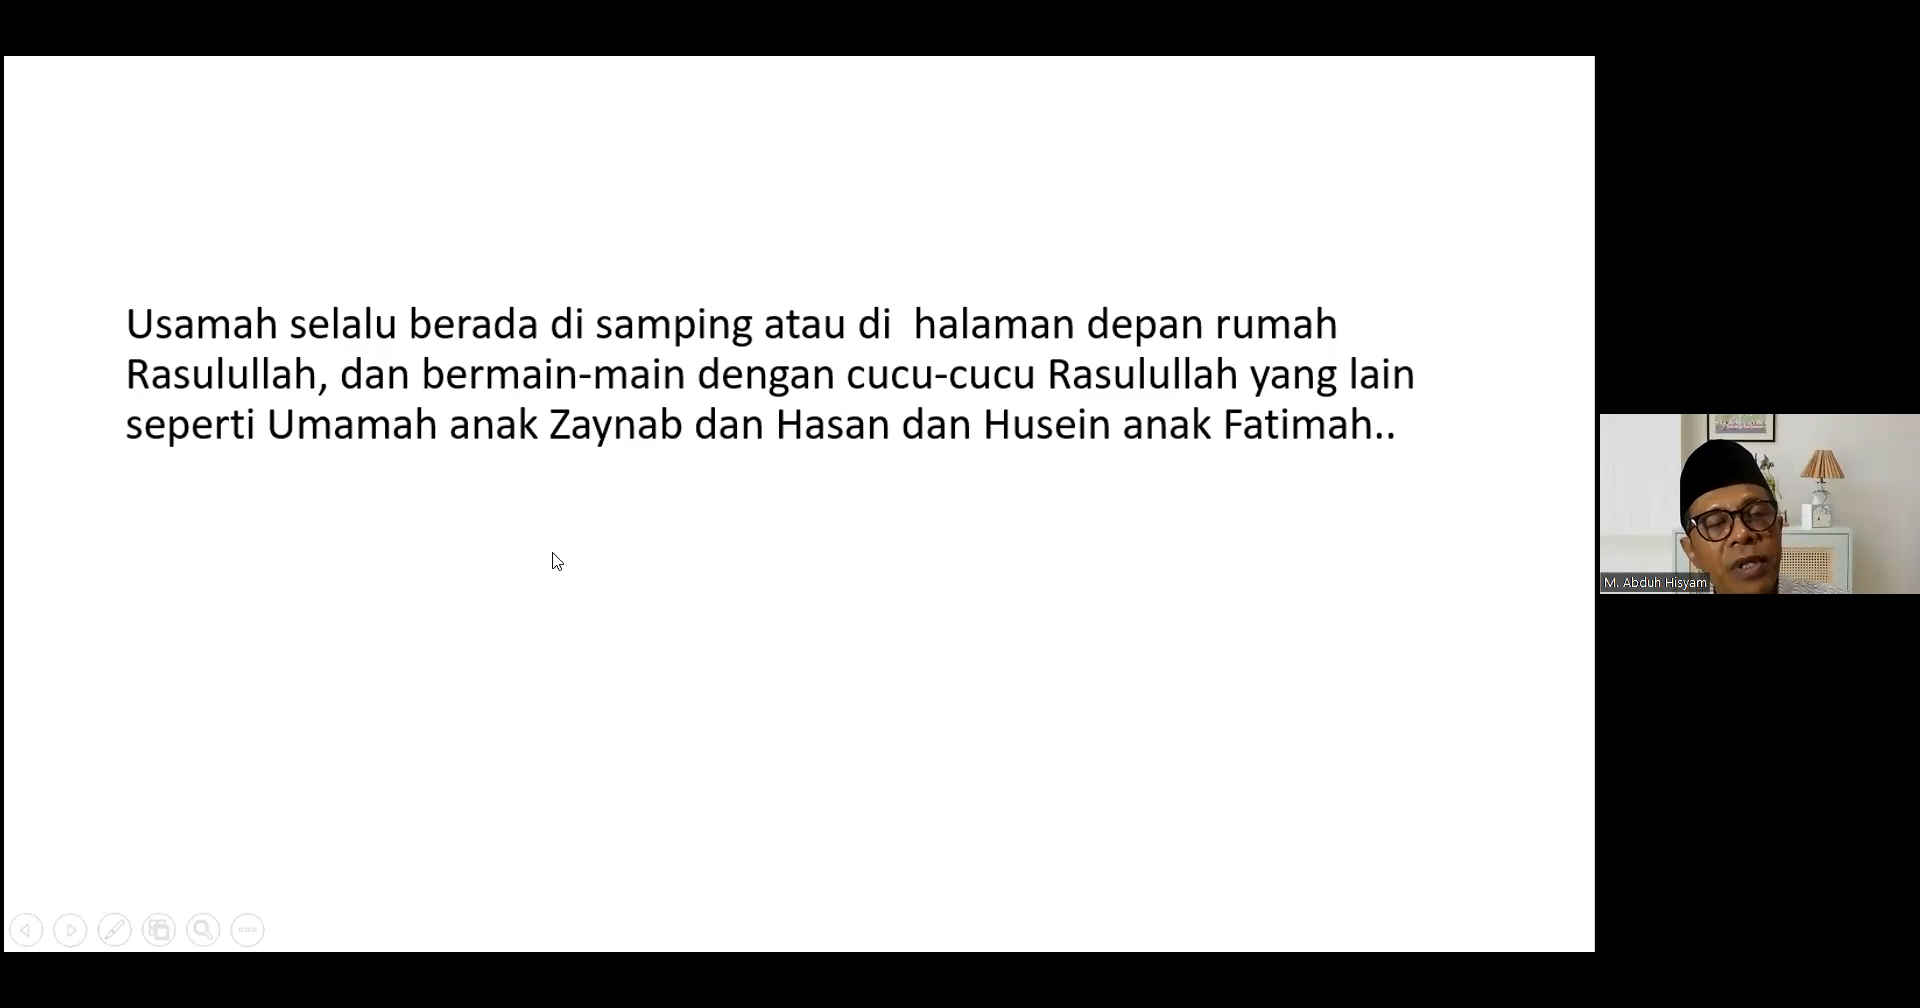 Usamah selalu berada di samping atau di  halaman depan rumah
Rasulullah, dan bermain-main dengan cucu-cucu Rasulullah yang lain
seperti Umamah anak Zaynab dan Hasan dan Husein anak Fatimah..
M. Abduh Hisyam